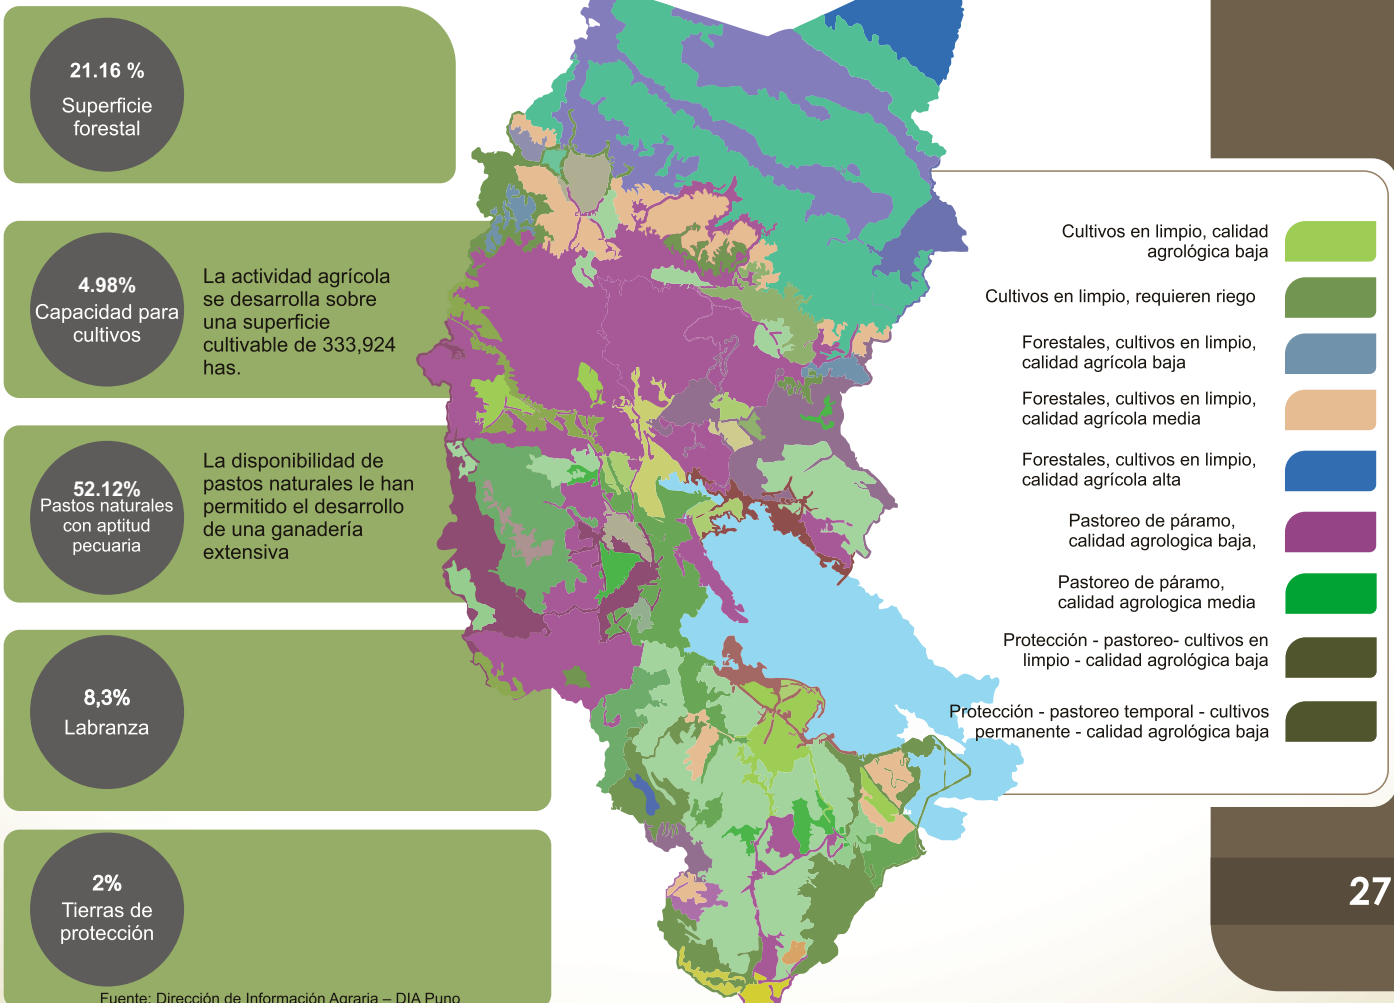 21.16 %
Superficie
forestal
4.98%
Capacidad para
cultivos
La actividad agrícola
se desarrolla sobre
una superficie
cultivable de 333,924
has.
52.12%
Pastos naturales
con aptitud
pecuaria
La disponibilidad de
pastos naturales le han
permitido el desarrollo
de una ganadería
extensiva
8,3%
Labranza
2%
Tierras de
protección
Fuente: Dirección de Información Agraria – DIA Puno
Cultivos en limpio, calidad
agrológica baja
Cultivos en limpio, requieren riego
Forestales, cultivos en limpio,
calidad agrícola baja
Forestales, cultivos en limpio,
calidad agrícola media
Forestales, cultivos en limpio,
calidad agrícola alta
Pastoreo de páramo,
calidad agrologica baja,
Pastoreo de páramo,
calidad agrologica media
Protección - pastoreo- cultivos en
limpio - calidad agrológica baja
Protección - pastoreo temporal - cultivos
permanente - calidad agrológica baja
27